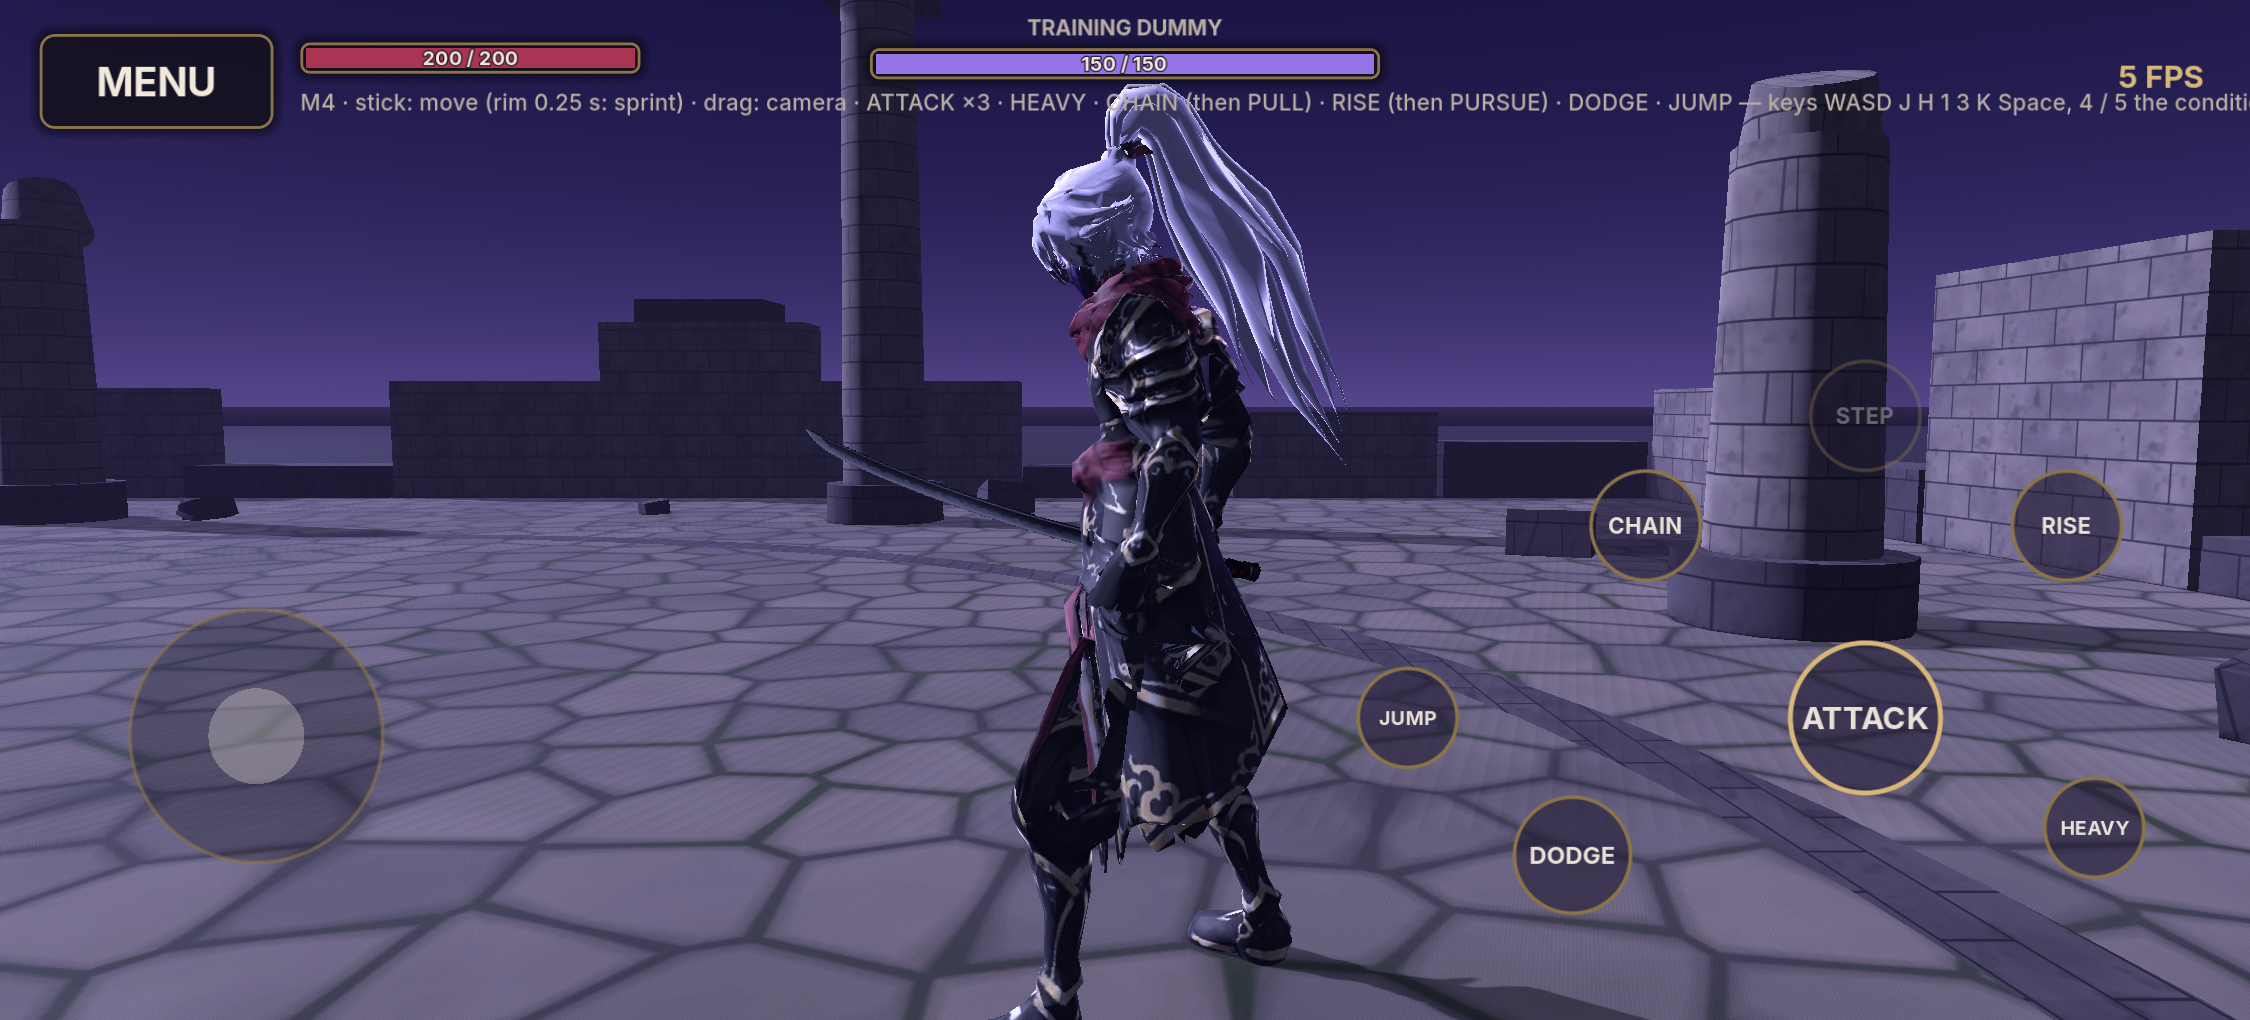 TRAINING DUMMY
MENU
200 / 200
150 / 150
5 FPS
M4 · stick: move (rim 0.25 s: sprint) · drag: camera · ATTACK ×3 · HEAVY · CHAIN (then PULL) · RISE (then PURSUE) · DODGE · JUMP — keys WASD J H 1 3 K Space, 4 / 5 the conditi
STEP
CHAIN
RISE
JUMP
ATTACK
HEAVY
DODGE